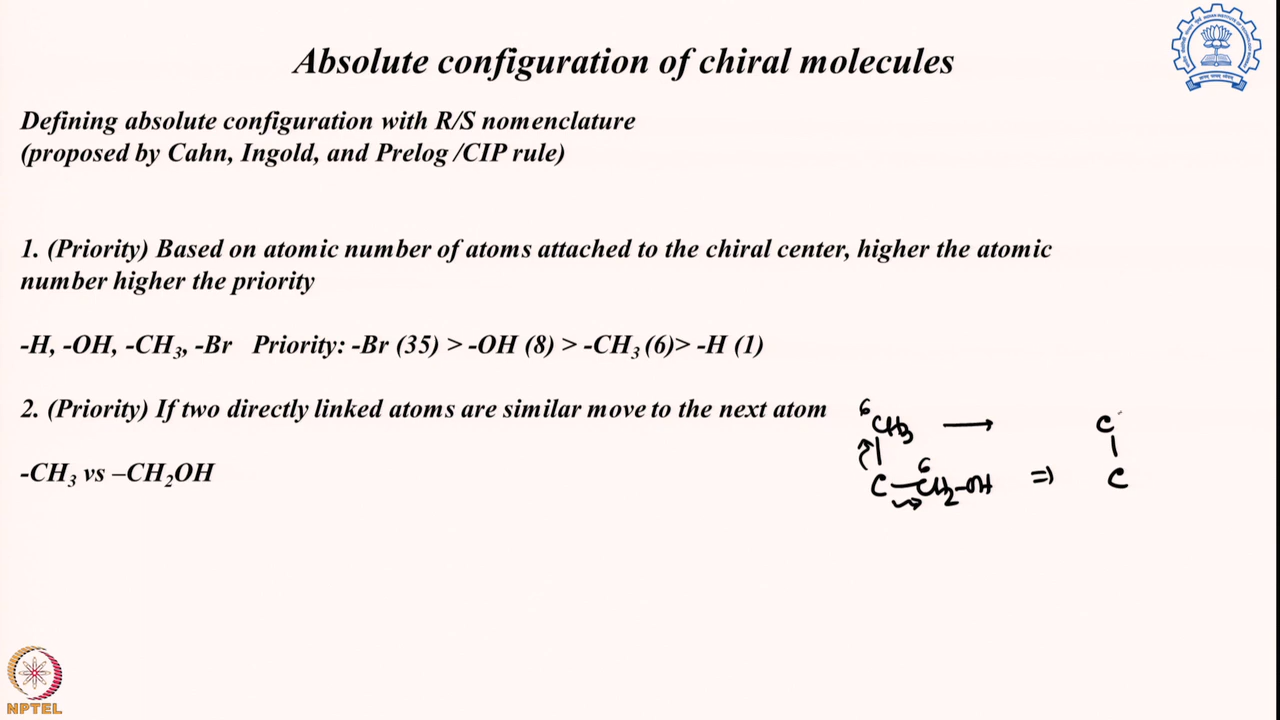 Absolute configuration of chiral molecules
Defining absolute configuration with R/S nomenclature
(proposed by Cahn, Ingold, and Prelog /CIP rule)
1. (Priority) Based on atomic number of atoms attached to the chiral center, higher the atomic
number higher the priority
-H, -OH, -CH₃, -Br Priority: -Br (35) > -OH (8) > -CH₃ (6)> -H (1)
2. (Priority) If two directly linked atoms are similar move to the next atom
-CH₃ vs –CH₂OH
6 CH₃ → C
6
C–CH₂–OH ⇒ C
NPTEL